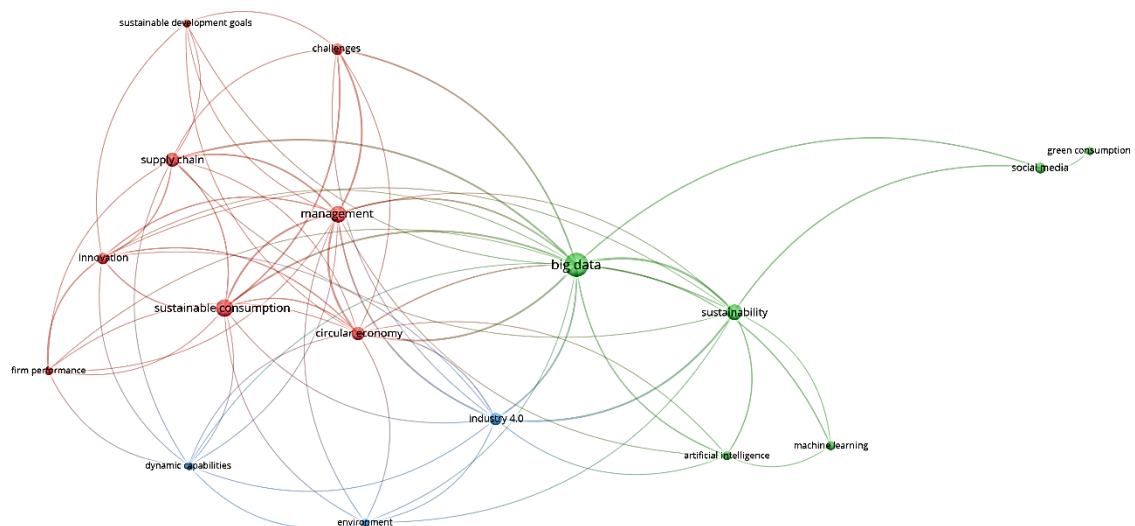 sustainable development goals
challenges
green consumption
supply chain
social media
management
innovation
big data
sustainable consumption
sustainability
circular economy
firm performance
industry 4.0
machine learning
artificial intelligence
dynamic capabilities
environment